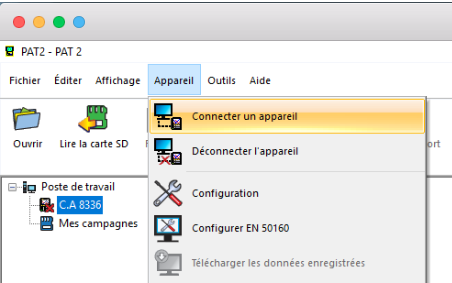 PAT2 - PAT 2
Fichier Éditer Affichage Appareil Outils Aide
Connecter un appareil
Ouvrir Lire la carte SD
Déconnecter l'appareil
Poste de travail
C.A 8336
Configuration
Mes campagnes
Configurer EN 50160
Télécharger les données enregistrées